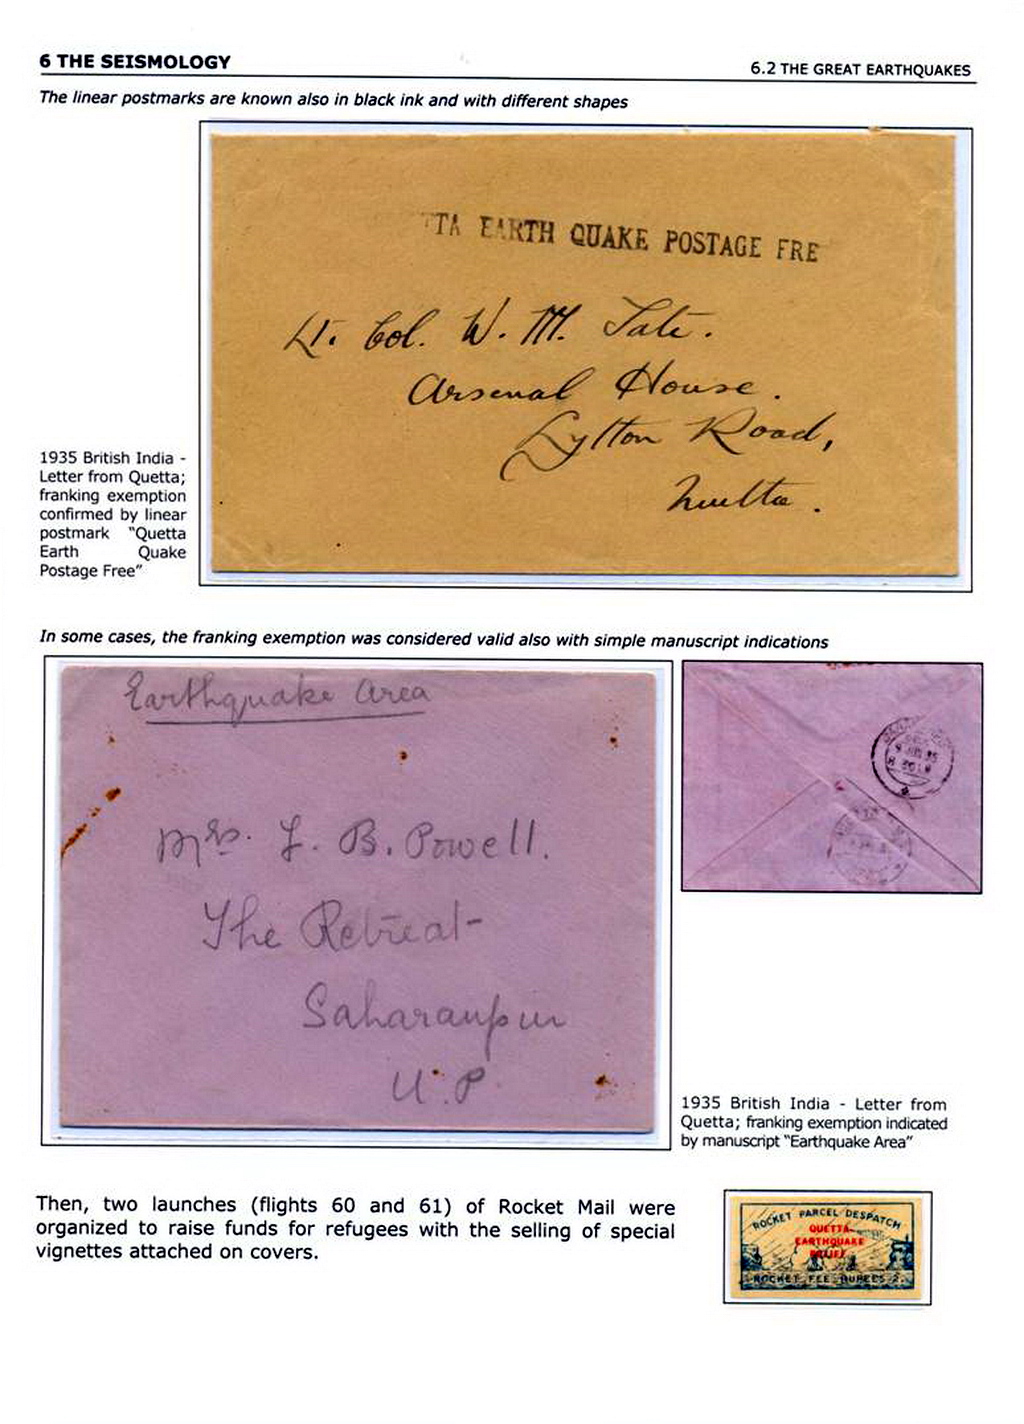 6 THE SEISMOLOGY
6.2 THE GREAT EARTHQUAKES
The linear postmarks are known also in black ink and with different shapes
TTA EARTH QUAKE POSTAGE FRE
Lt. Col. W. M. Tate.
Arsenal House.
Lytton Road,
1935 British India -
Letter from Quetta;
franking exemption
confirmed by linear
postmark "Quetta
Earth Quake
Postage Free"
In some cases, the franking exemption was considered valid also with simple manuscript indications
Earthquake Area
Mrs. F. B. Powell.
The Retreat
Saharanpur
U.P.
1935 British India - Letter from
Quetta; franking exemption indicated
by manuscript "Earthquake Area"
Then, two launches (flights 60 and 61) of Rocket Mail were
organized to raise funds for refugees with the selling of special
vignettes attached on covers.
ROCKET PARCEL DESPATCH
QUETTA
EARTHQUAKE
RELIEF
ROCKET FEE RUPEES 2.